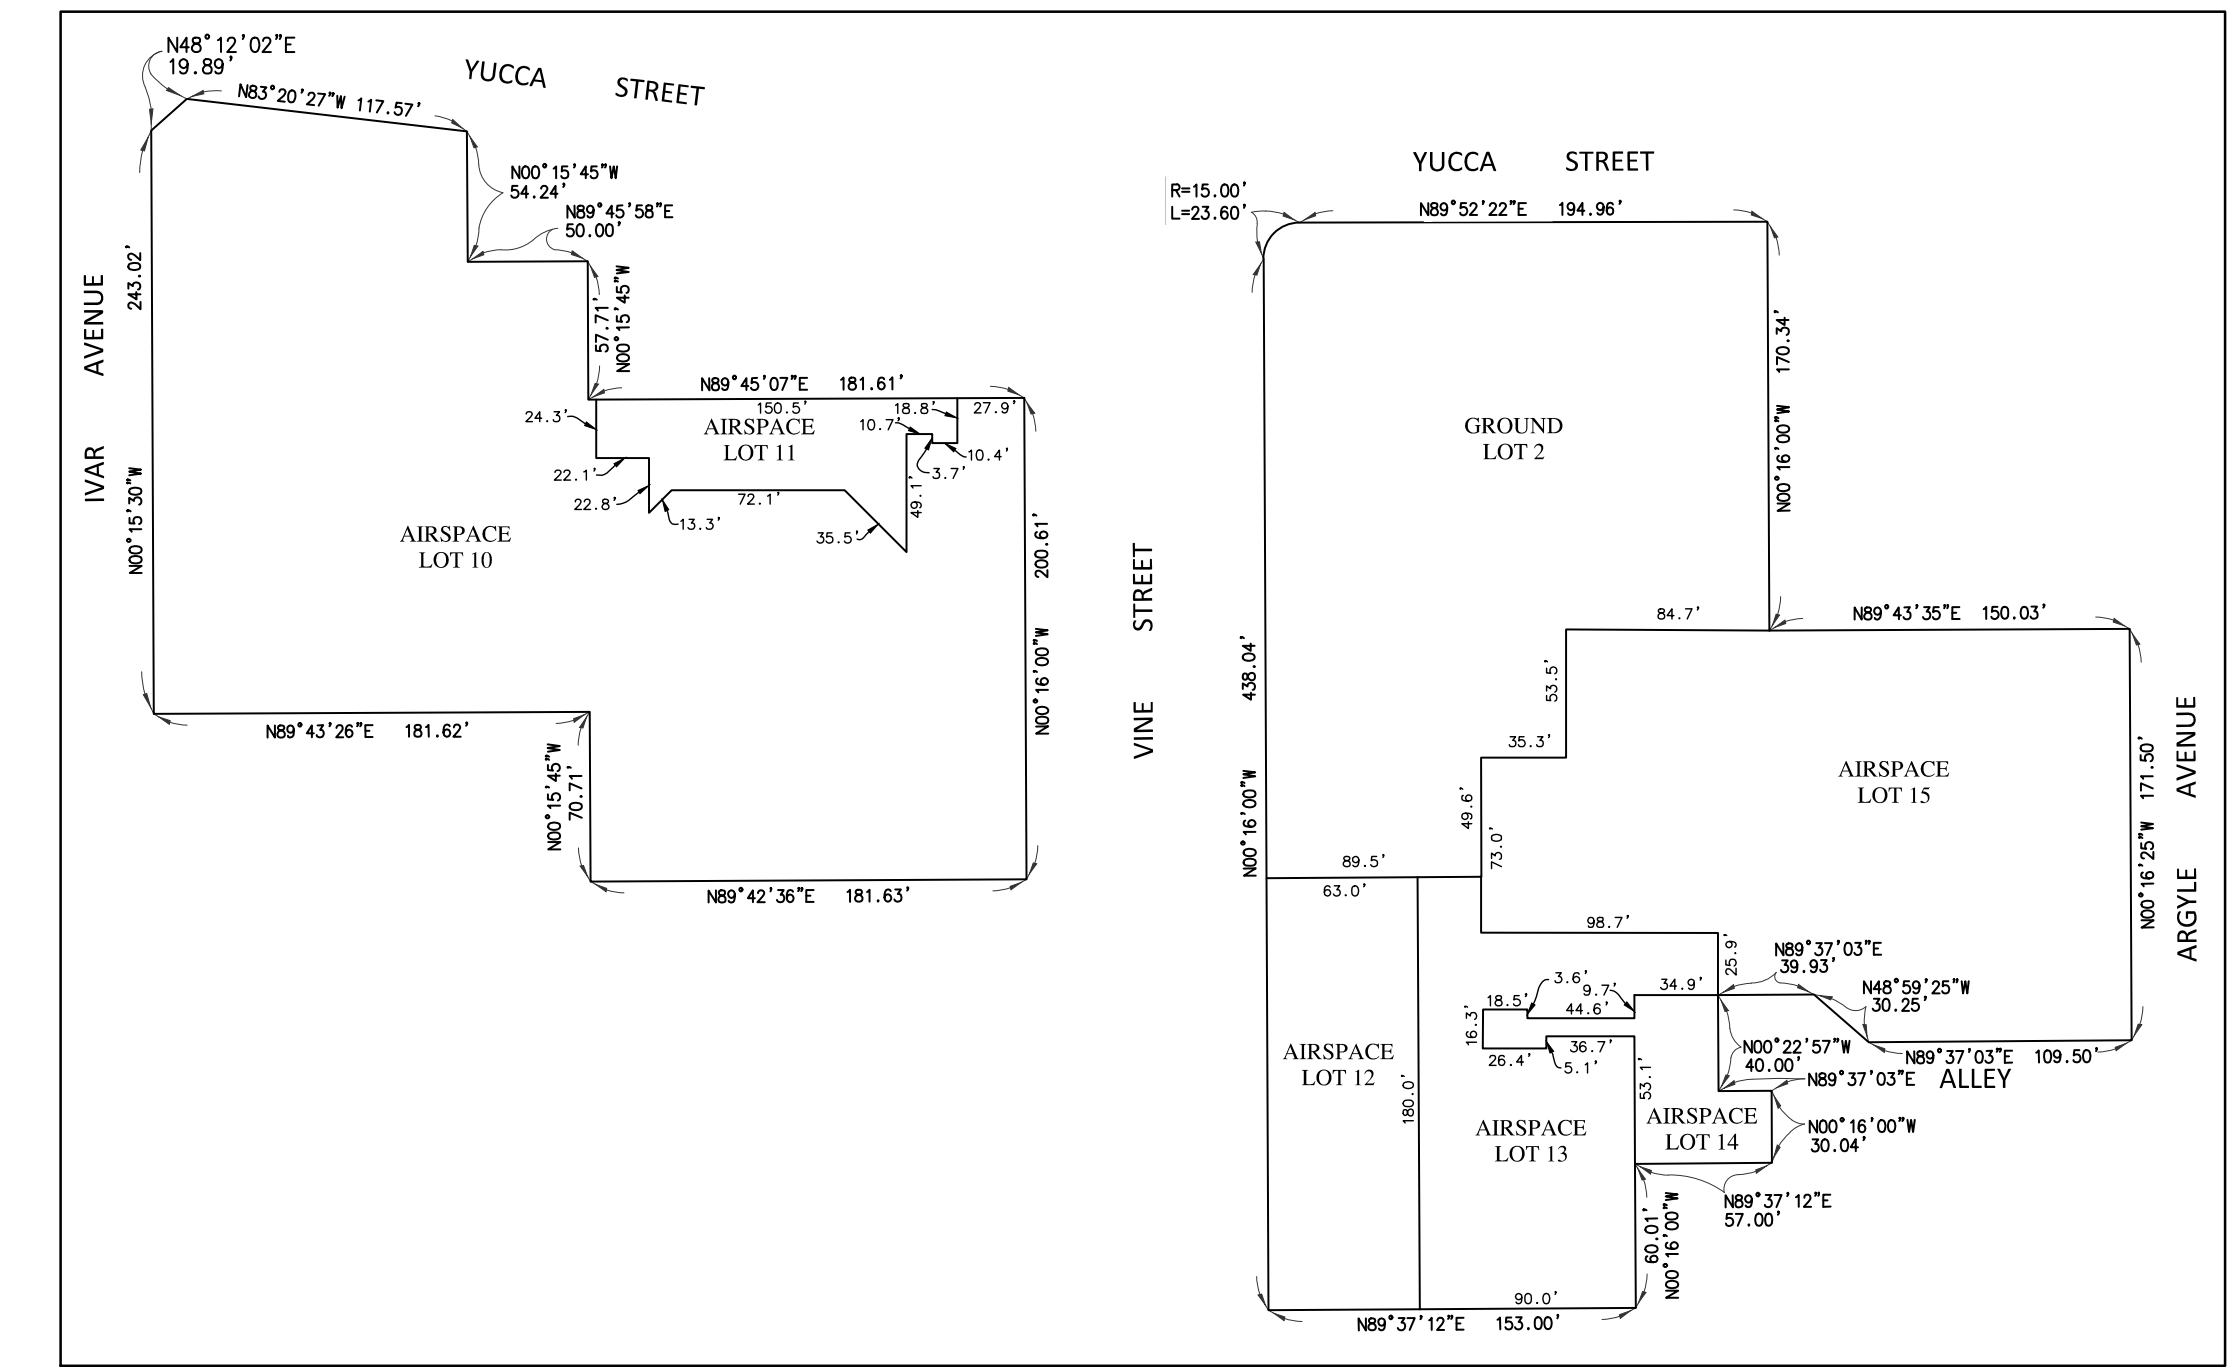 N48°12'02"E
19.89'
N83°20'27"W 117.57'
YUCCA STREET
N00°15'45"W
54.24'
N89°45'58"E
50.00'
57.71'
N00°15'45"W
243.02'
N00°15'30"W
IVAR AVENUE
N89°45'07"E 181.61'
150.5'
18.8'
27.9'
24.3'
10.7'
AIRSPACE
LOT 11
10.4'
3.7'
22.1'
22.8'
13.3'
72.1'
35.5'
49.1'
AIRSPACE
LOT 10
200.61'
N00°16'00"W
N89°43'26"E 181.62'
N00°15'45"W
70.71'
N89°42'36"E 181.63'
VINE STREET
YUCCA STREET
R=15.00'
L=23.60'
N89°52'22"E 194.96'
N00°16'00"W 170.34'
GROUND
LOT 2
84.7'
N89°43'35"E 150.03'
53.5'
35.3'
438.04'
N00°16'00"W
49.6'
73.0'
AIRSPACE
LOT 15
N00°16'25"W 171.50'
ARGYLE AVENUE
89.5'
63.0'
98.7'
25.9'
N89°37'03"E
39.93'
N48°59'25"W
30.25'
3.6'
9.7'
34.9'
18.5'
44.6'
16.3'
36.7'
26.4'
5.1'
53.1'
N00°22'57"W
40.00'
N89°37'03"E 109.50'
N89°37'03"E
ALLEY
AIRSPACE
LOT 12
180.0'
AIRSPACE
LOT 13
AIRSPACE
LOT 14
N00°16'00"W
30.04'
N89°37'12"E
57.00'
60.01'
N00°16'00"W
90.0'
N89°37'12"E 153.00'